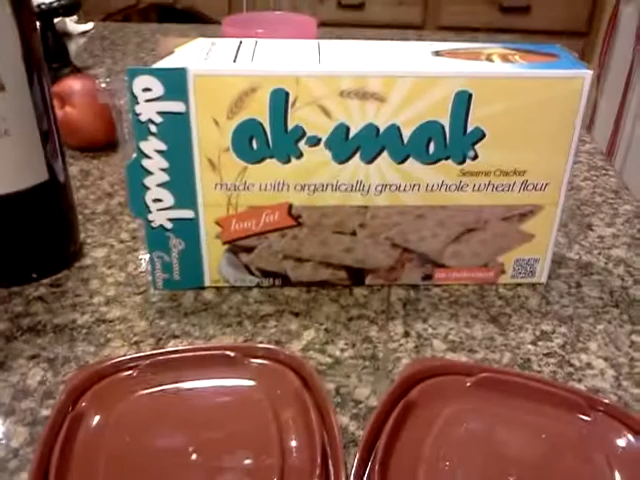 ak-mak
Sesame Cracker
made with organically grown whole wheat flour
low fat
ak-mak
Sesame
Cracker